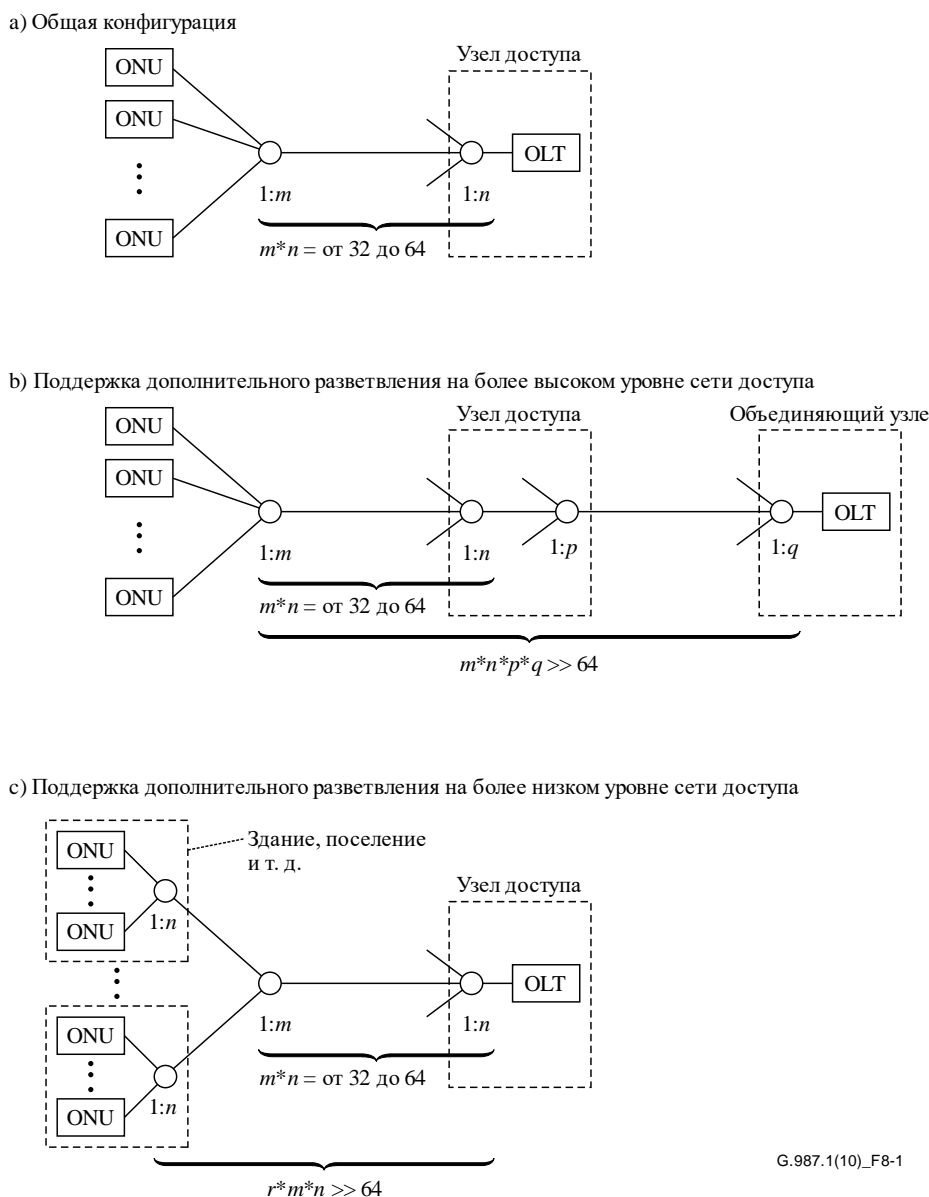 a) Общая конфигурация
Узел доступа
ONU
ONU
OLT
1:m
1:n
ONU
m*n = от 32 до 64
b) Поддержка дополнительного разветвления на более высоком уровне сети доступа
Узел доступа
Объединяющий узле
ONU
ONU
OLT
1:m
1:n
1:p
1:q
ONU
m*n = от 32 до 64
m*n*p*q >> 64
c) Поддержка дополнительного разветвления на более низком уровне сети доступа
Здание, поселение
и т. д.
ONU
Узел доступа
1:n
ONU
OLT
1:m
1:n
ONU
m*n = от 32 до 64
1:n
ONU
G.987.1(10)_F8-1
r*m*n >> 64